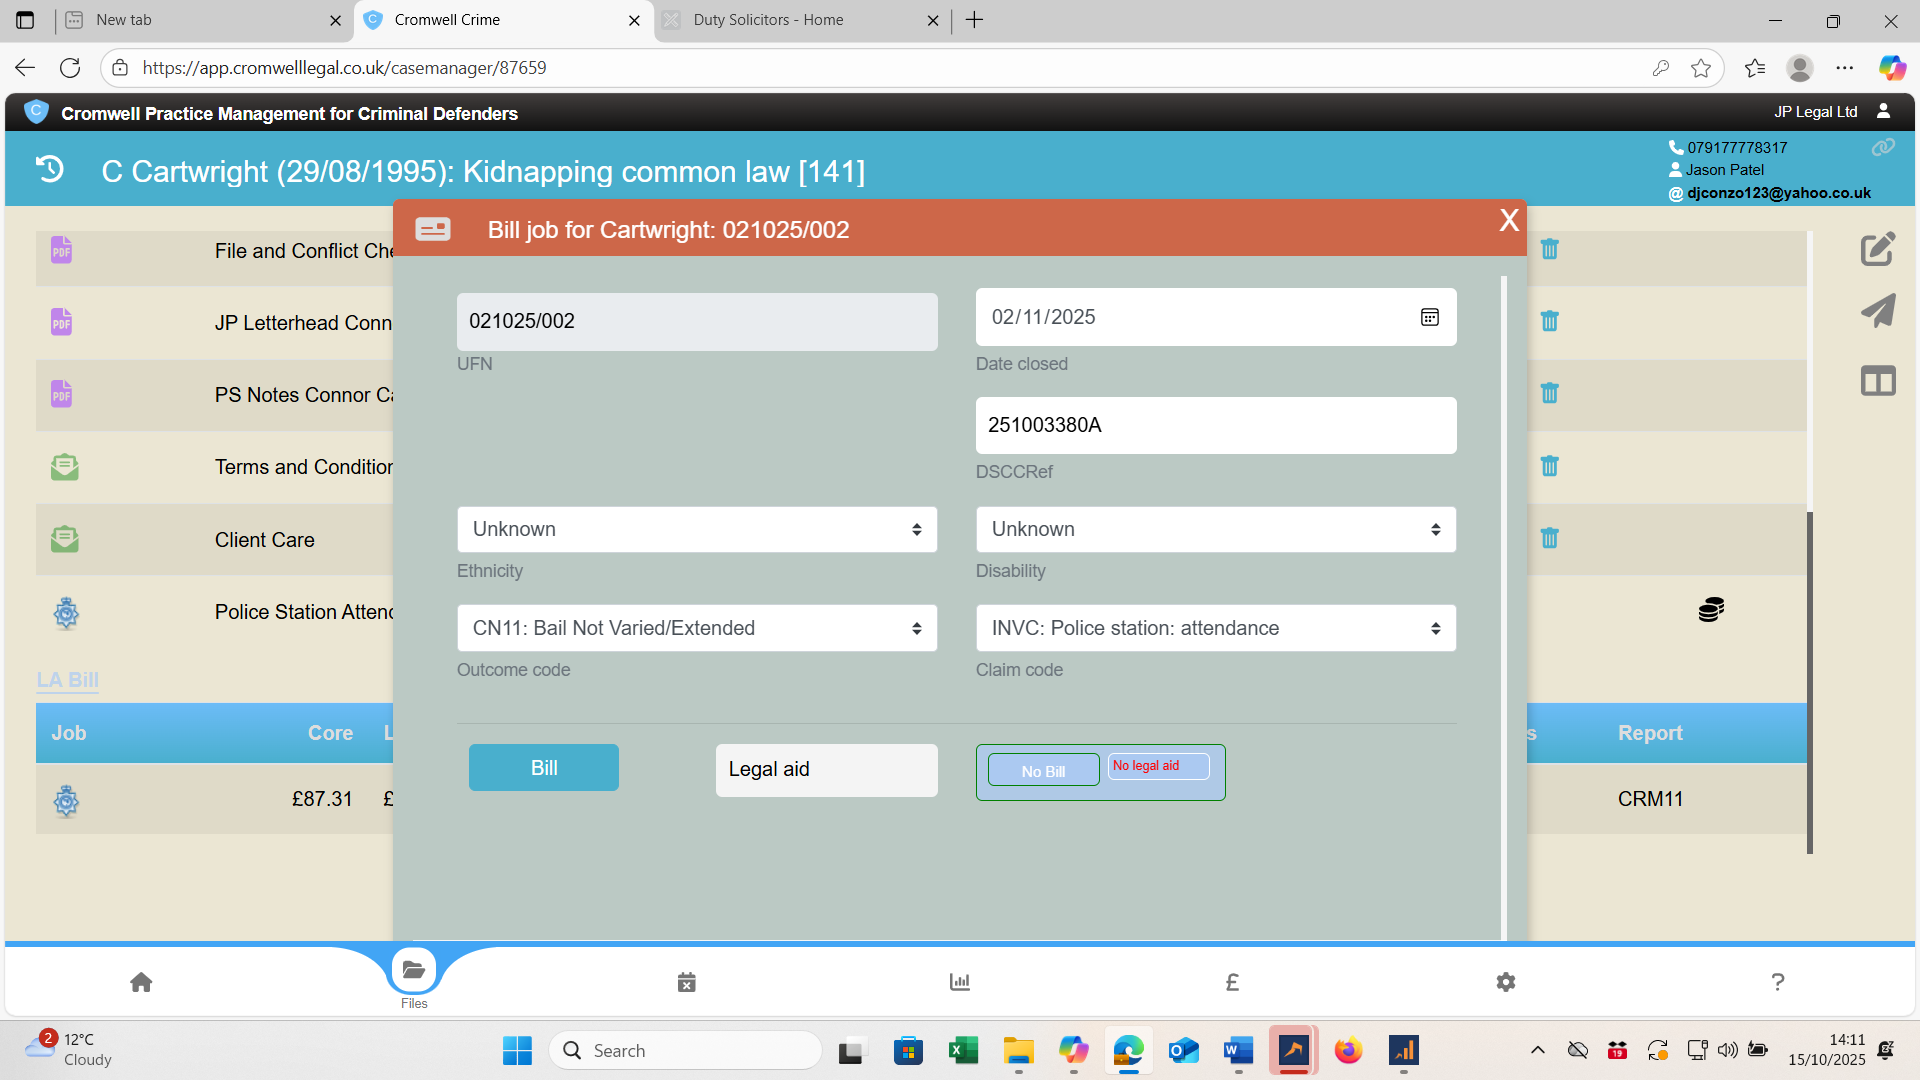 New tab
Cromwell Crime
Duty Solicitors - Home
https://app.cromwelllegal.co.uk/casemanager/87659
Cromwell Practice Management for Criminal Defenders
JP Legal Ltd
C Cartwright (29/08/1995): Kidnapping common law [141]
079177778317
Jason Patel
djconzo123@yahoo.co.uk
Bill job for Cartwright: 021025/002
X
PDF
File and Conflict Che
021025/002
UFN
02/11/2025
Date closed
PDF
JP Letterhead Conn
PDF
PS Notes Connor Ca
251003380A
DSCCRef
Terms and Condition
Unknown
Ethnicity
Unknown
Disability
Client Care
Police Station Attend
CN11: Bail Not Varied/Extended
Outcome code
INVC: Police station: attendance
Claim code
LA Bill
Job
Core
L
s
Report
Bill
Legal aid
No Bill
No legal aid
£87.31
£
CRM11
Files
£
?
2
12°C
Cloudy
Search
19
14:11
15/10/2025